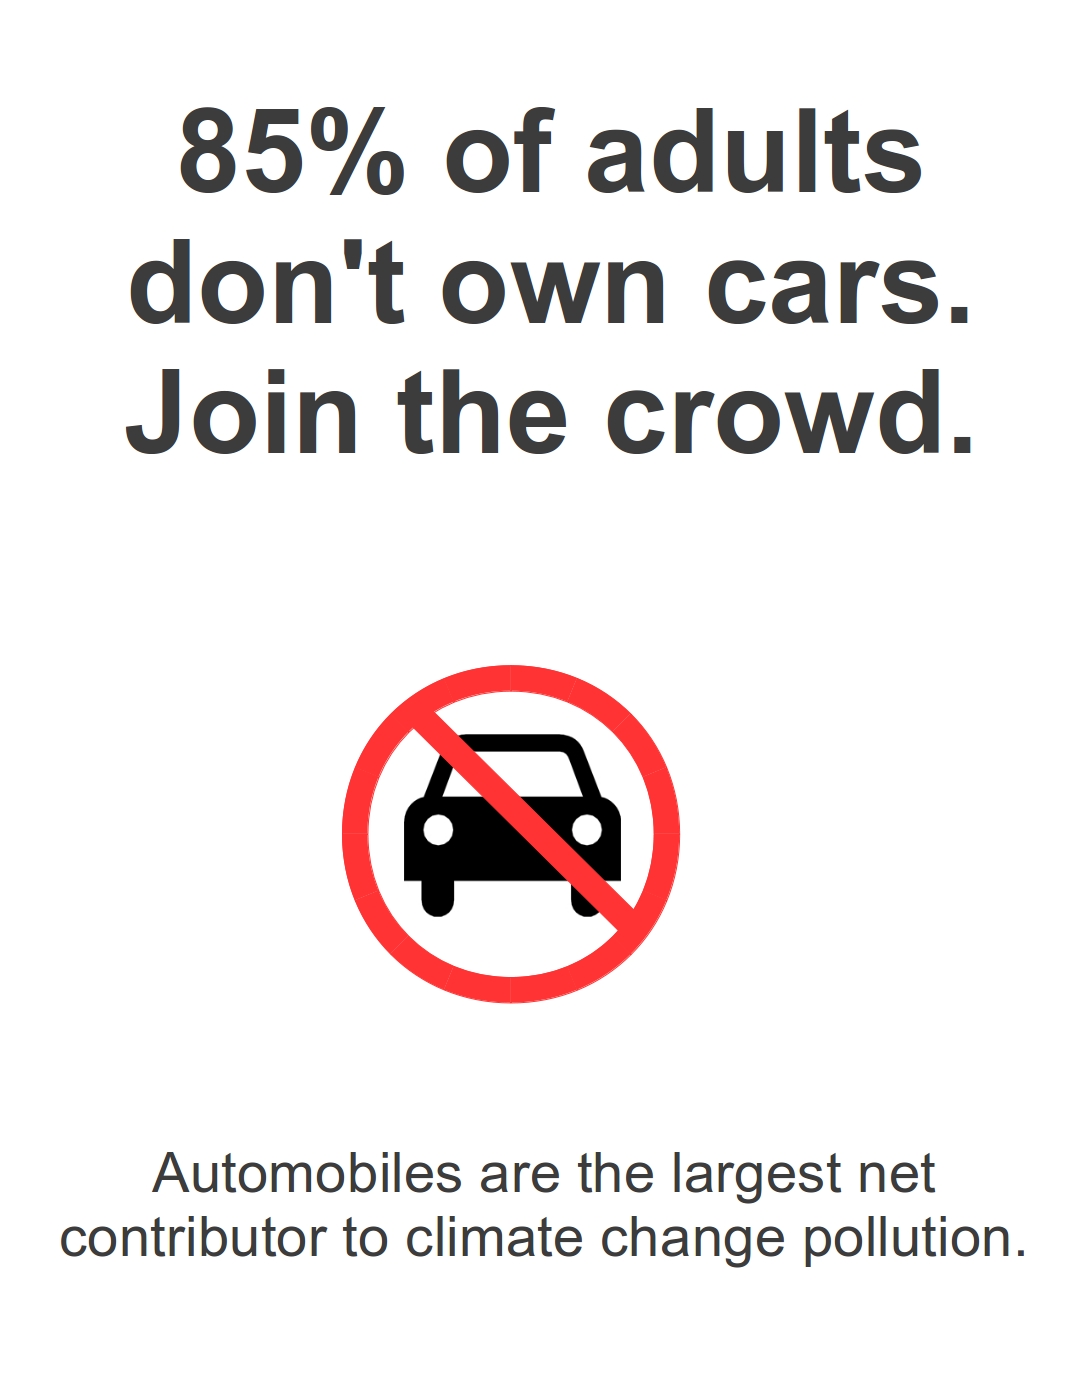 85% of adults
don't own cars.
Join the crowd.
Automobiles are the largest net
contributor to climate change pollution.